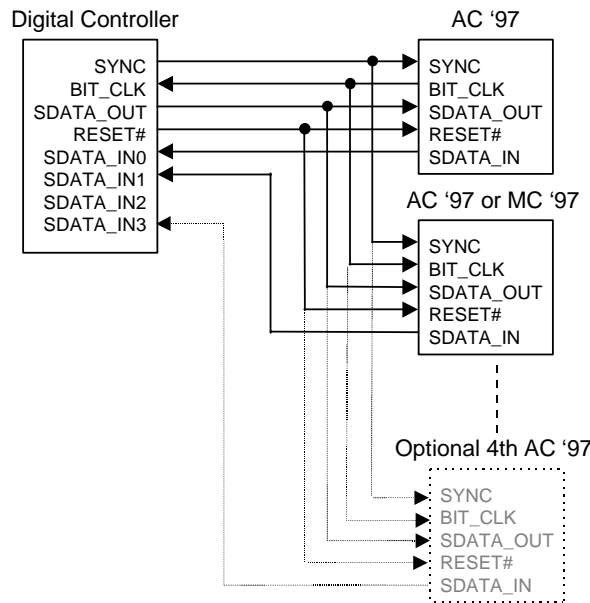 Digital Controller
SYNC
BIT_CLK
SDATA_OUT
RESET#
SDATA_IN0
SDATA_IN1
SDATA_IN2
SDATA_IN3
AC ‘97
SYNC
BIT_CLK
SDATA_OUT
RESET#
SDATA_IN
AC ‘97 or MC ‘97
SYNC
BIT_CLK
SDATA_OUT
RESET#
SDATA_IN
Optional 4th AC ‘97
SYNC
BIT_CLK
SDATA_OUT
RESET#
SDATA_IN